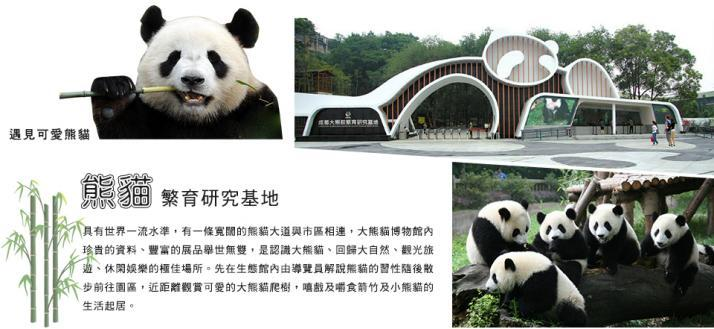 遇見可愛熊貓
成都大熊貓繁育研究基地
熊貓 繁育研究基地
具有世界一流水準，有一條寬闊的熊貓大道與市區相連，大熊貓博物館內
珍貴的資料、豐富的展品舉世無雙，是認識大熊貓、回歸大自然、觀光旅
遊、休閑娛樂的極佳場所。先在生態館內由導覽員解說熊貓的習性隨後散
步前往園區，近距離觀賞可愛的大熊貓爬樹，嘻戲及嚼食箭竹及小熊貓的
生活起居。